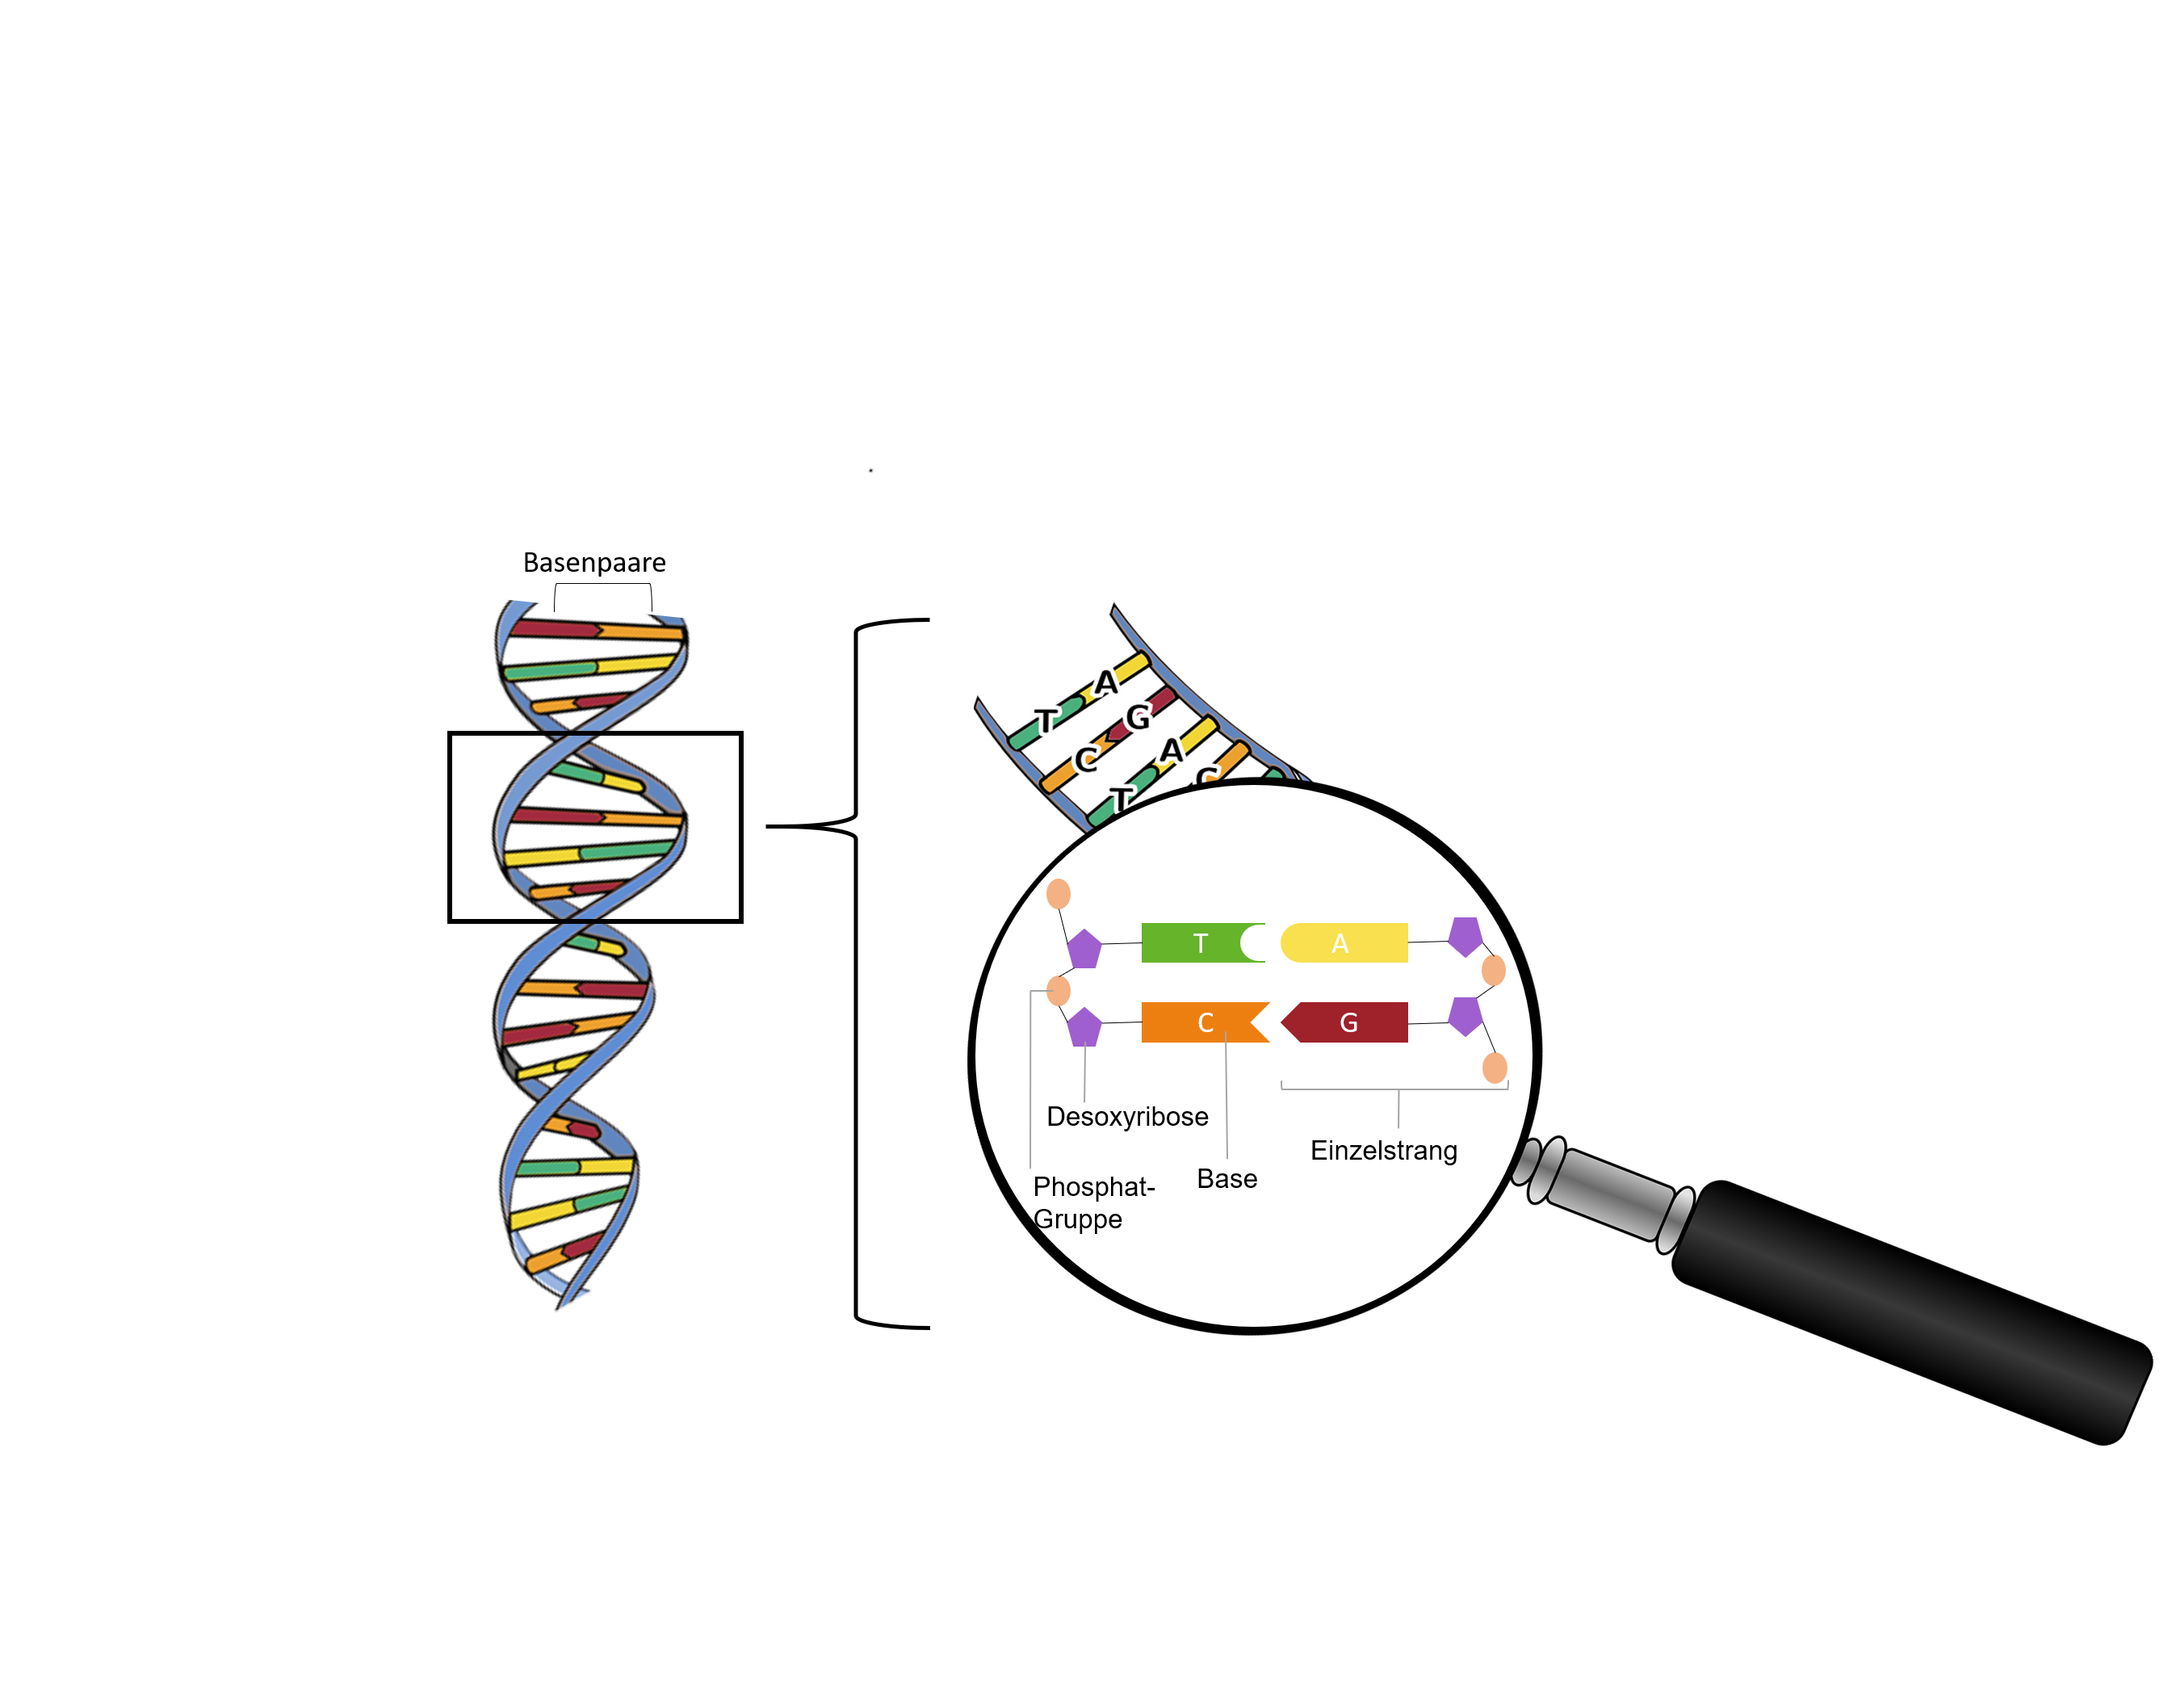 Basenpaare
A
T
G
C
A
T
T A
C G
Desoxyribose
Einzelstrang
Base
Phosphat-
Gruppe